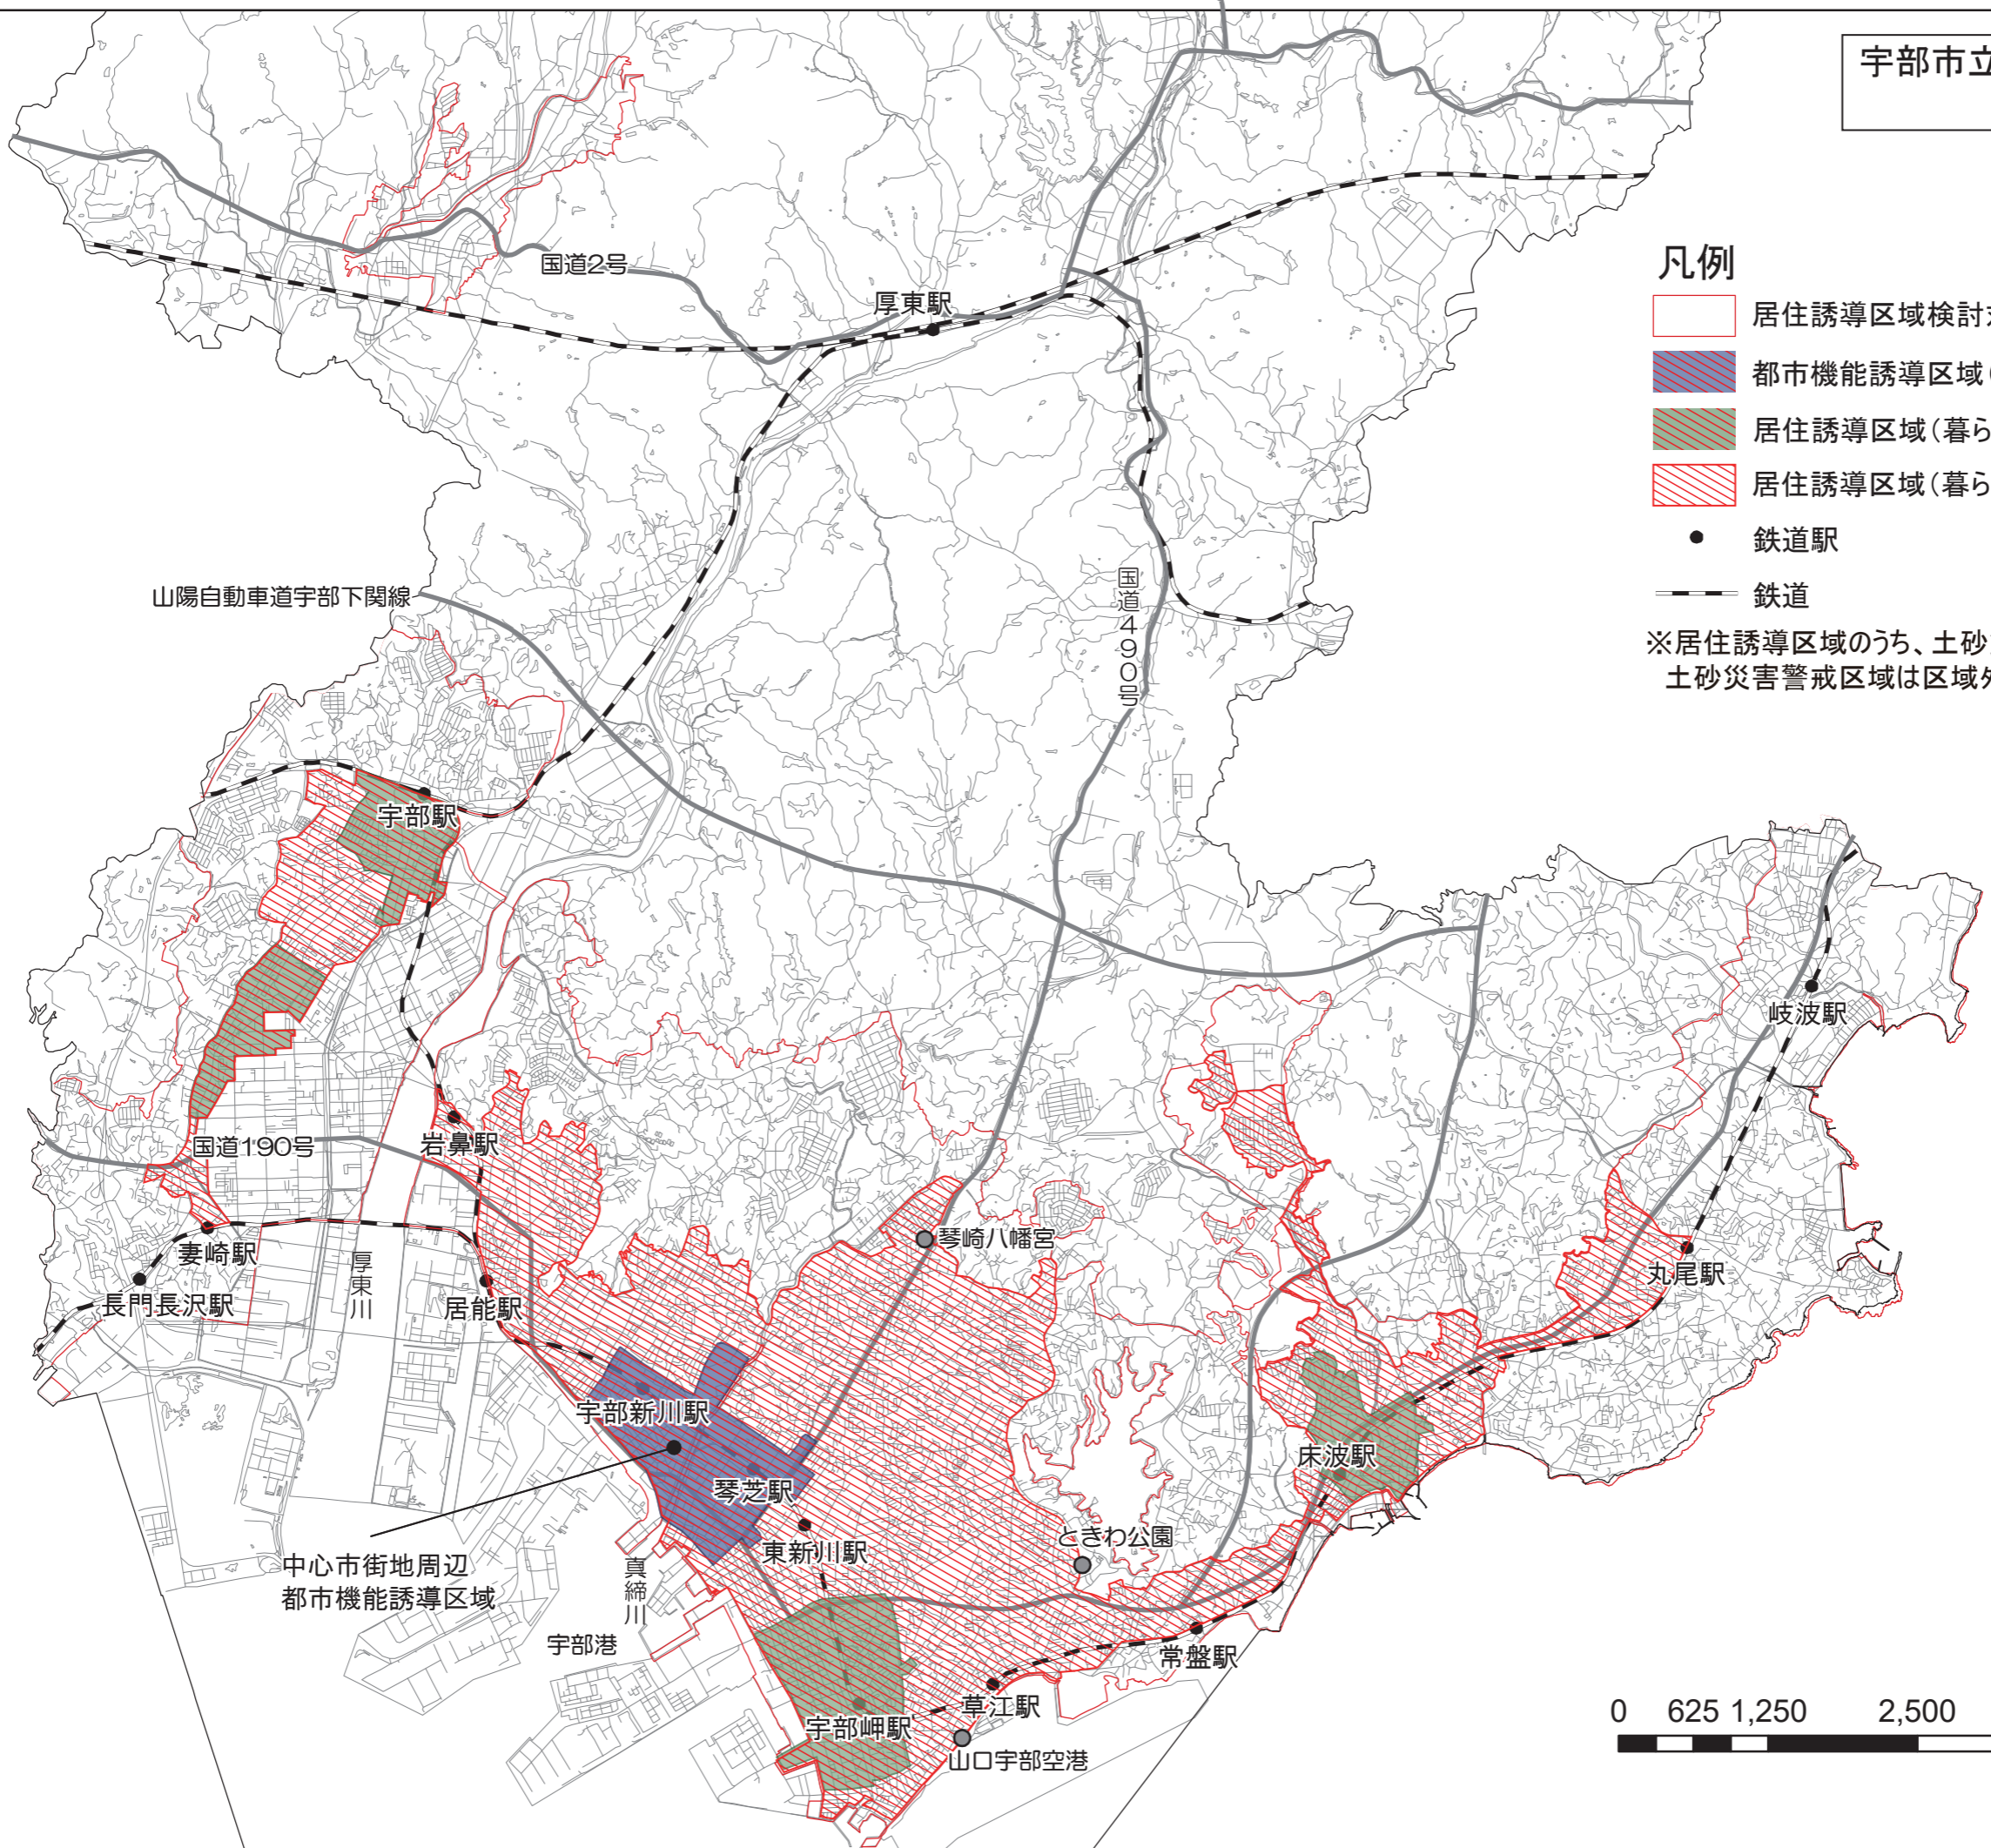 宇部市立
凡例
居住誘導区域検討
都市機能誘導区域(
居住誘導区域(暮ら
居住誘導区域(暮ら
鉄道駅
鉄道
※居住誘導区域のうち、土砂
土砂災害警戒区域は区域外
国道2号
厚東駅
山陽自動車道宇部下関線
国道490号
宇部駅
岐波駅
国道190号
岩鼻駅
琴崎八幡宮
妻崎駅
厚東川
丸尾駅
長門長沢駅
居能駅
宇部新川駅
床波駅
琴芝駅
東新川駅
ときわ公園
中心市街地周辺
都市機能誘導区域
真締川
宇部港
常盤駅
草江駅
宇部岬駅
山口宇部空港
0 625 1,250 2,500